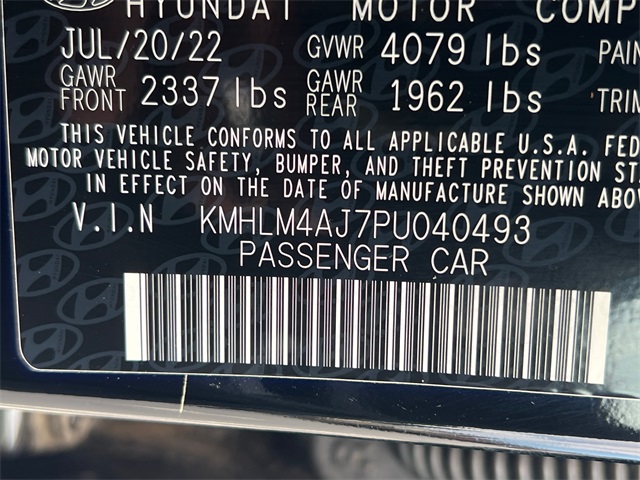 HYUNDAI MOTOR COMP
JUL/20/22 GVWR 4079 lbs PAIN
GAWR FRONT 2337 lbs GAWR REAR 1962 lbs TRIM
THIS VEHICLE CONFORMS TO ALL APPLICABLE U.S.A. FED
MOTOR VEHICLE SAFETY, BUMPER, AND THEFT PREVENTION ST
IN EFFECT ON THE DATE OF MANUFACTURE SHOWN ABO
V.I.N KMHLM4AJ7PU040493
PASSENGER CAR